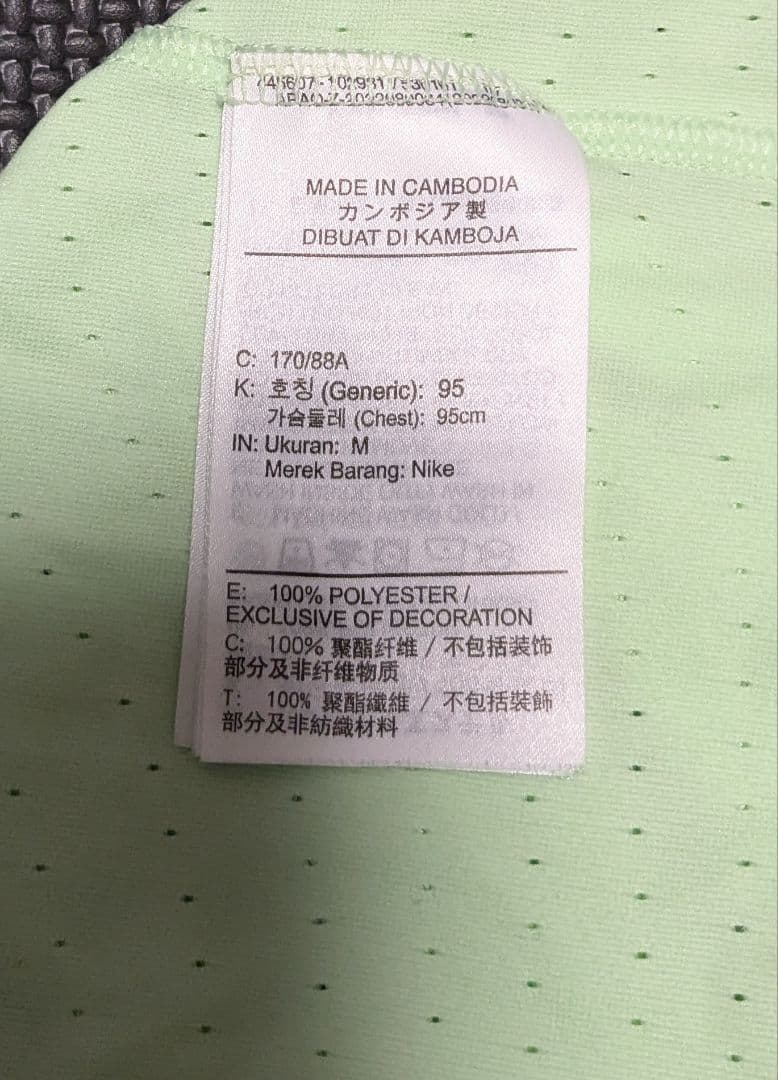 MADE IN CAMBODIA
カンボジア製
DIBUAT DI KAMBOJA
C: 170/88A
K: 호칭 (Generic): 95
가슴둘레 (Chest): 95cm
IN: Ukuran: M
Merek Barang: Nike
E: 100% POLYESTER /
EXCLUSIVE OF DECORATION
C: 100% 聚酯纤维 / 不包括装饰
部分及非纤维物质
T: 100% 聚酯纖維 / 不包括裝飾
部分及非紡織材料